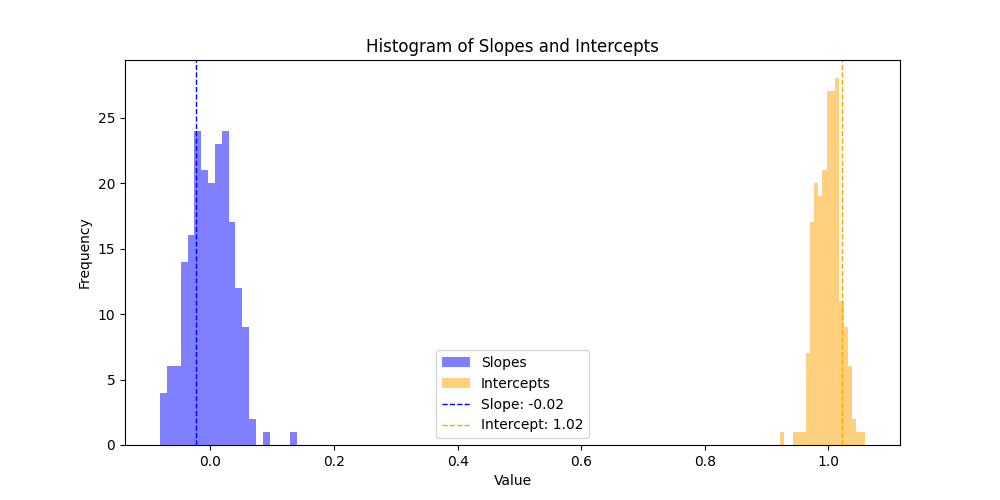 Histogram of Slopes and Intercepts
Frequency
25
20
15
10
5
0
Slopes
Intercepts
Slope: -0.02
Intercept: 1.02
0.0 0.2 0.4 0.6 0.8 1.0
Value